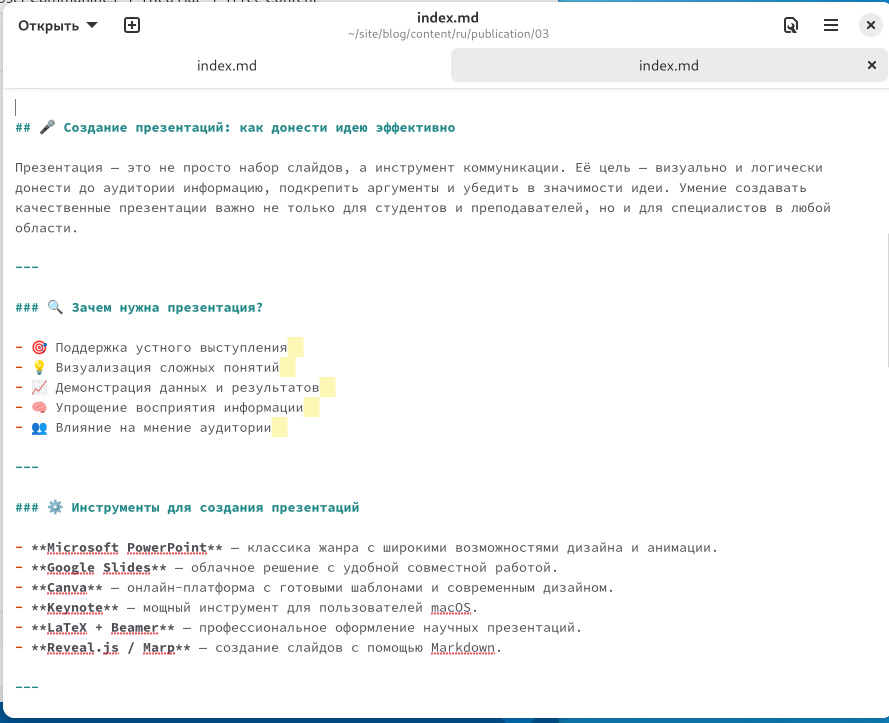 Открыть
index.md
~/site/blog/content/ru/publication/03
index.md
index.md
## 🎤 Создание презентаций: как донести идею эффективно
Презентация — это не просто набор слайдов, а инструмент коммуникации. Её цель — визуально и логически
донести до аудитории информацию, подкрепить аргументы и убедить в значимости идеи. Умение создавать
качественные презентации важно не только для студентов и преподавателей, но и для специалистов в любой
области.
---
### 🔍 Зачем нужна презентация?
- 🎯 Поддержка устного выступления
- 💡 Визуализация сложных понятий
- 📈 Демонстрация данных и результатов
- 🧠 Упрощение восприятия информации
- 👥 Влияние на мнение аудитории
---
### ⚙️ Инструменты для создания презентаций
- **Microsoft PowerPoint** — классика жанра с широкими возможностями дизайна и анимации.
- **Google Slides** — облачное решение с удобной совместной работой.
- **Canva** — онлайн-платформа с готовыми шаблонами и современным дизайном.
- **Keynote** — мощный инструмент для пользователей macOS.
- **LaTeX + Beamer** — профессиональное оформление научных презентаций.
- **Reveal.js / Marp** — создание слайдов с помощью Markdown.
---